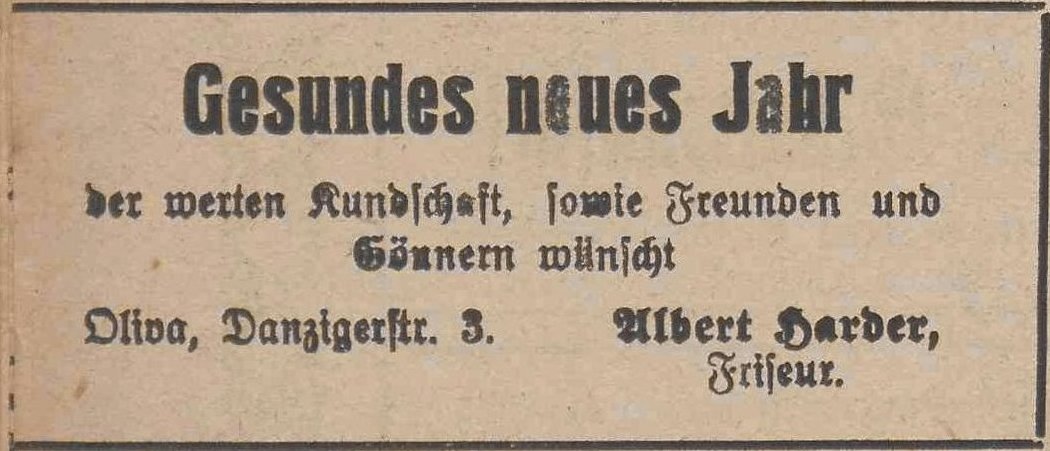 Gesundes neues Jahr
der werten Kundschaft, sowie Freunden und
Gönnern wünscht
Oliva, Danzigerstr. 3. Albert Harder,
Friseur.